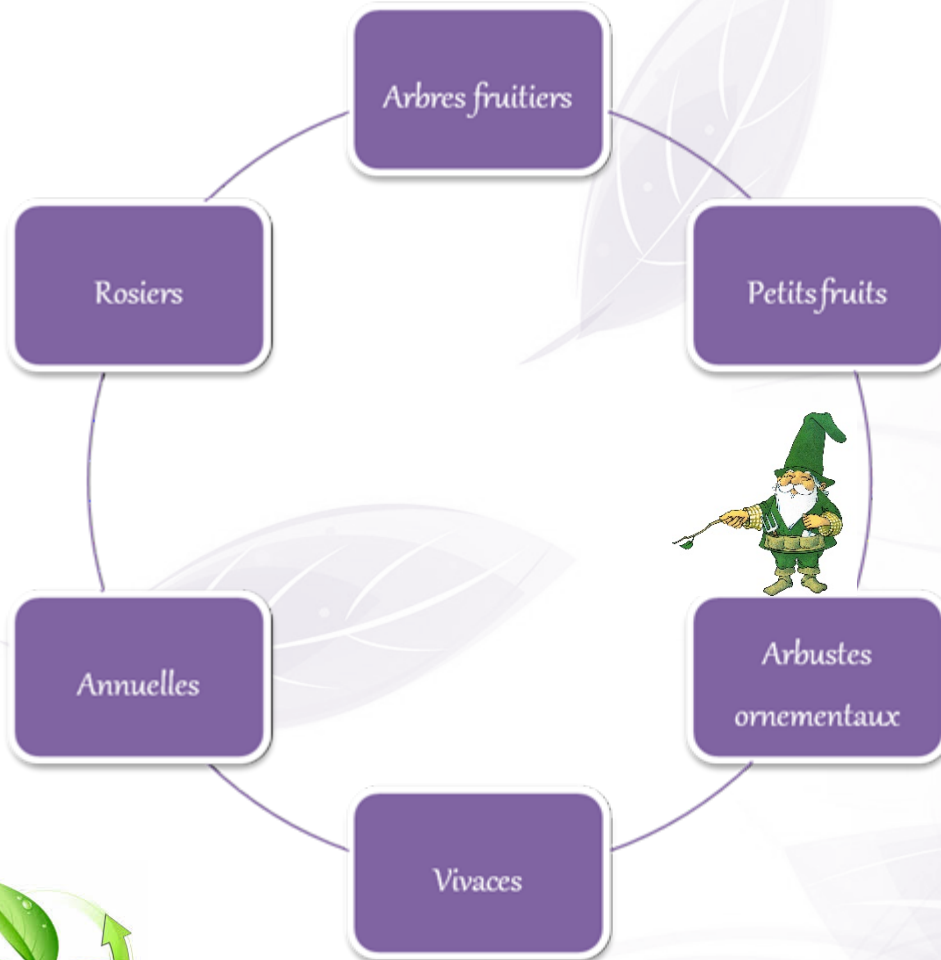 Arbres fruitiers
Petits fruits
Arbustes
ornementaux
Vivaces
Annuelles
Rosiers